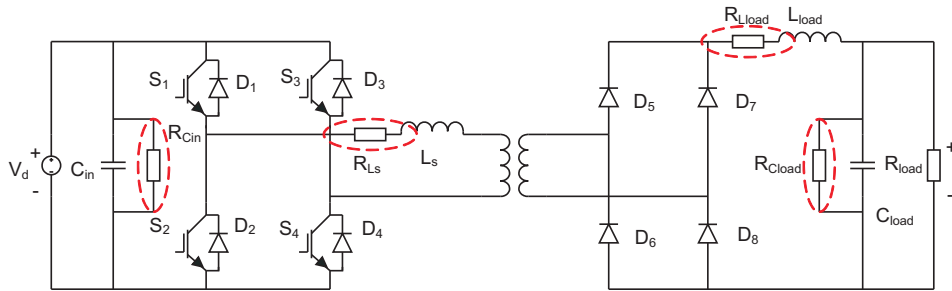 R_Lload L_load
S_1 D_1 S_3 D_3
D_5 D_7
R_Cin
V_d + - C_in R_Ls L_s R_Cload R_load + -
S_2 D_2 S_4 D_4 D_6 D_8 C_load